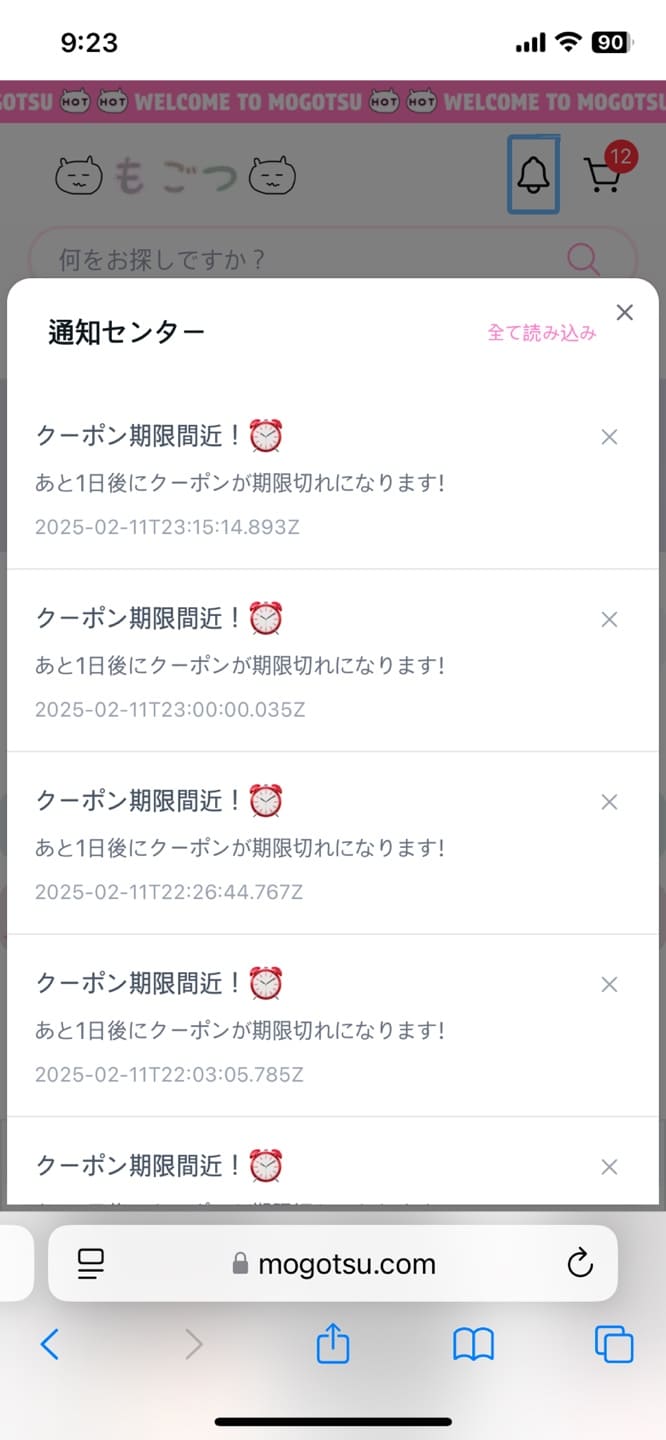 9:23
90
GOTSU HOT HOT WELCOME TO MOGOTSU HOT HOT WELCOME TO MOGOTSU
もごつ
12
何をお探しですか？
通知センター
全て読み込み
クーポン期限間近！⏰
あと1日後にクーポンが期限切れになります!
2025-02-11T23:15:14.893Z
クーポン期限間近！⏰
あと1日後にクーポンが期限切れになります!
2025-02-11T23:00:00.035Z
クーポン期限間近！⏰
あと1日後にクーポンが期限切れになります!
2025-02-11T22:26:44.767Z
クーポン期限間近！⏰
あと1日後にクーポンが期限切れになります!
2025-02-11T22:03:05.785Z
クーポン期限間近！⏰
mogotsu.com